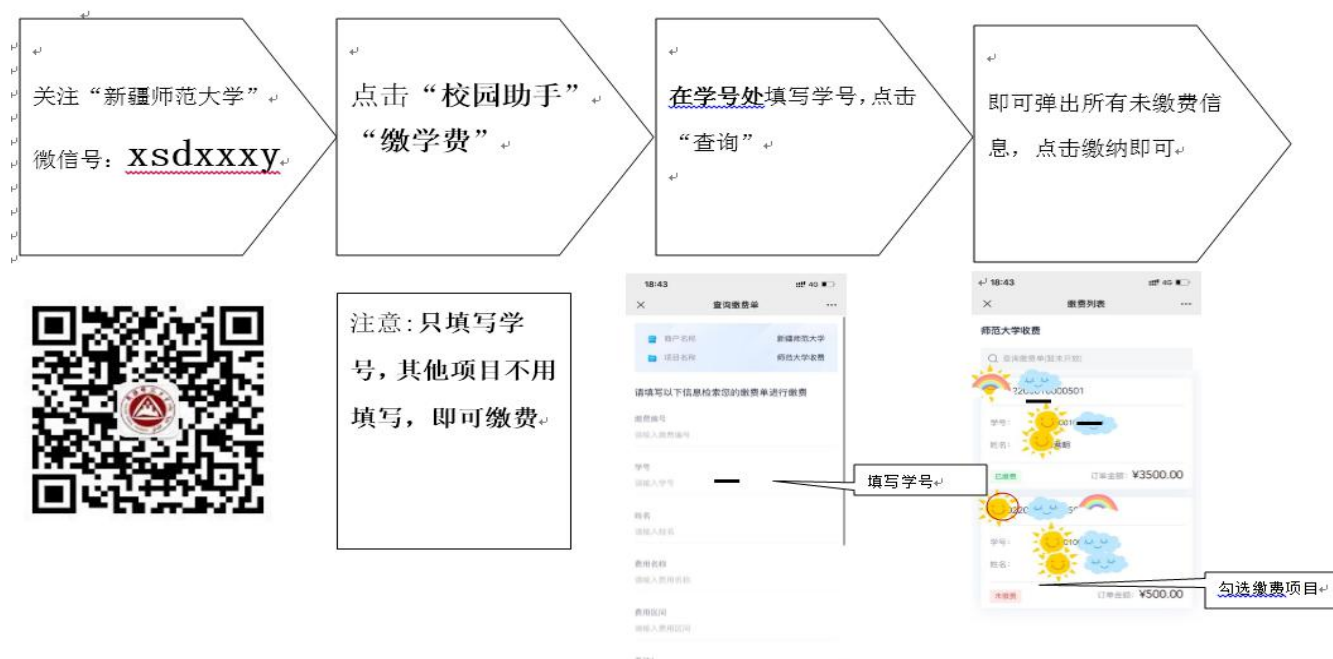 关注“新疆师范大学”
微信号：xsdxxxy
点击“校园助手”
“缴学费”
在学号处填写学号，点击
“查询”
即可弹出所有未缴费信
息，点击缴纳即可
注意：只填写学
号，其他项目不用
填写，即可缴费
18:43
4G
查询缴费单
商户名称 新疆师范大学
项目名称 师范大学收费
请填写以下信息检索您的缴费单进行缴费
缴费编号
请输入缴费编号
学号
请输入学号
姓名
请输入姓名
费用名称
请输入费用名称
费用区间
请输入费用区间
填写学号
18:43
4G
缴费列表
师范大学收费
查询缴费单(暂未开放)
学号：
姓名：
已缴费 订单金额：¥3500.00
学号：
姓名：
未缴费 订单金额：¥500.00
勾选缴费项目